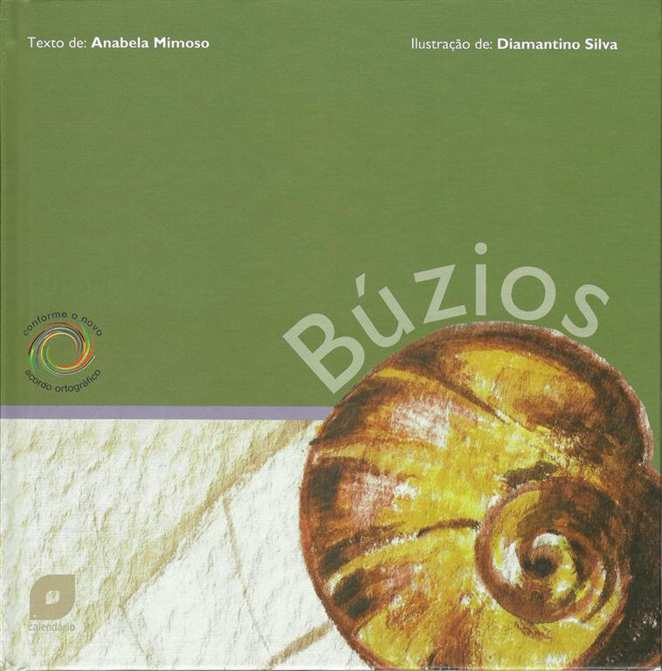 Texto de: Anabela Mimoso
Ilustração de: Diamantino Silva
Búzios
conforme o novo
acordo ortográfico
calendário